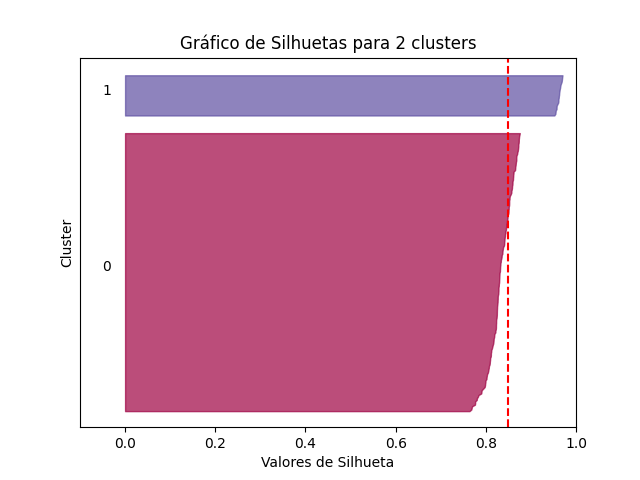 Gráfico de Silhuetas para 2 clusters
1
0
Cluster
0.0 0.2 0.4 0.6 0.8 1.0
Valores de Silhueta